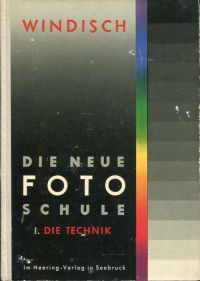 WINDISCH
DIE NEUE
FOTO
SCHULE
I. DIE TECHNIK
Im Heering-Verlag in Seebruck